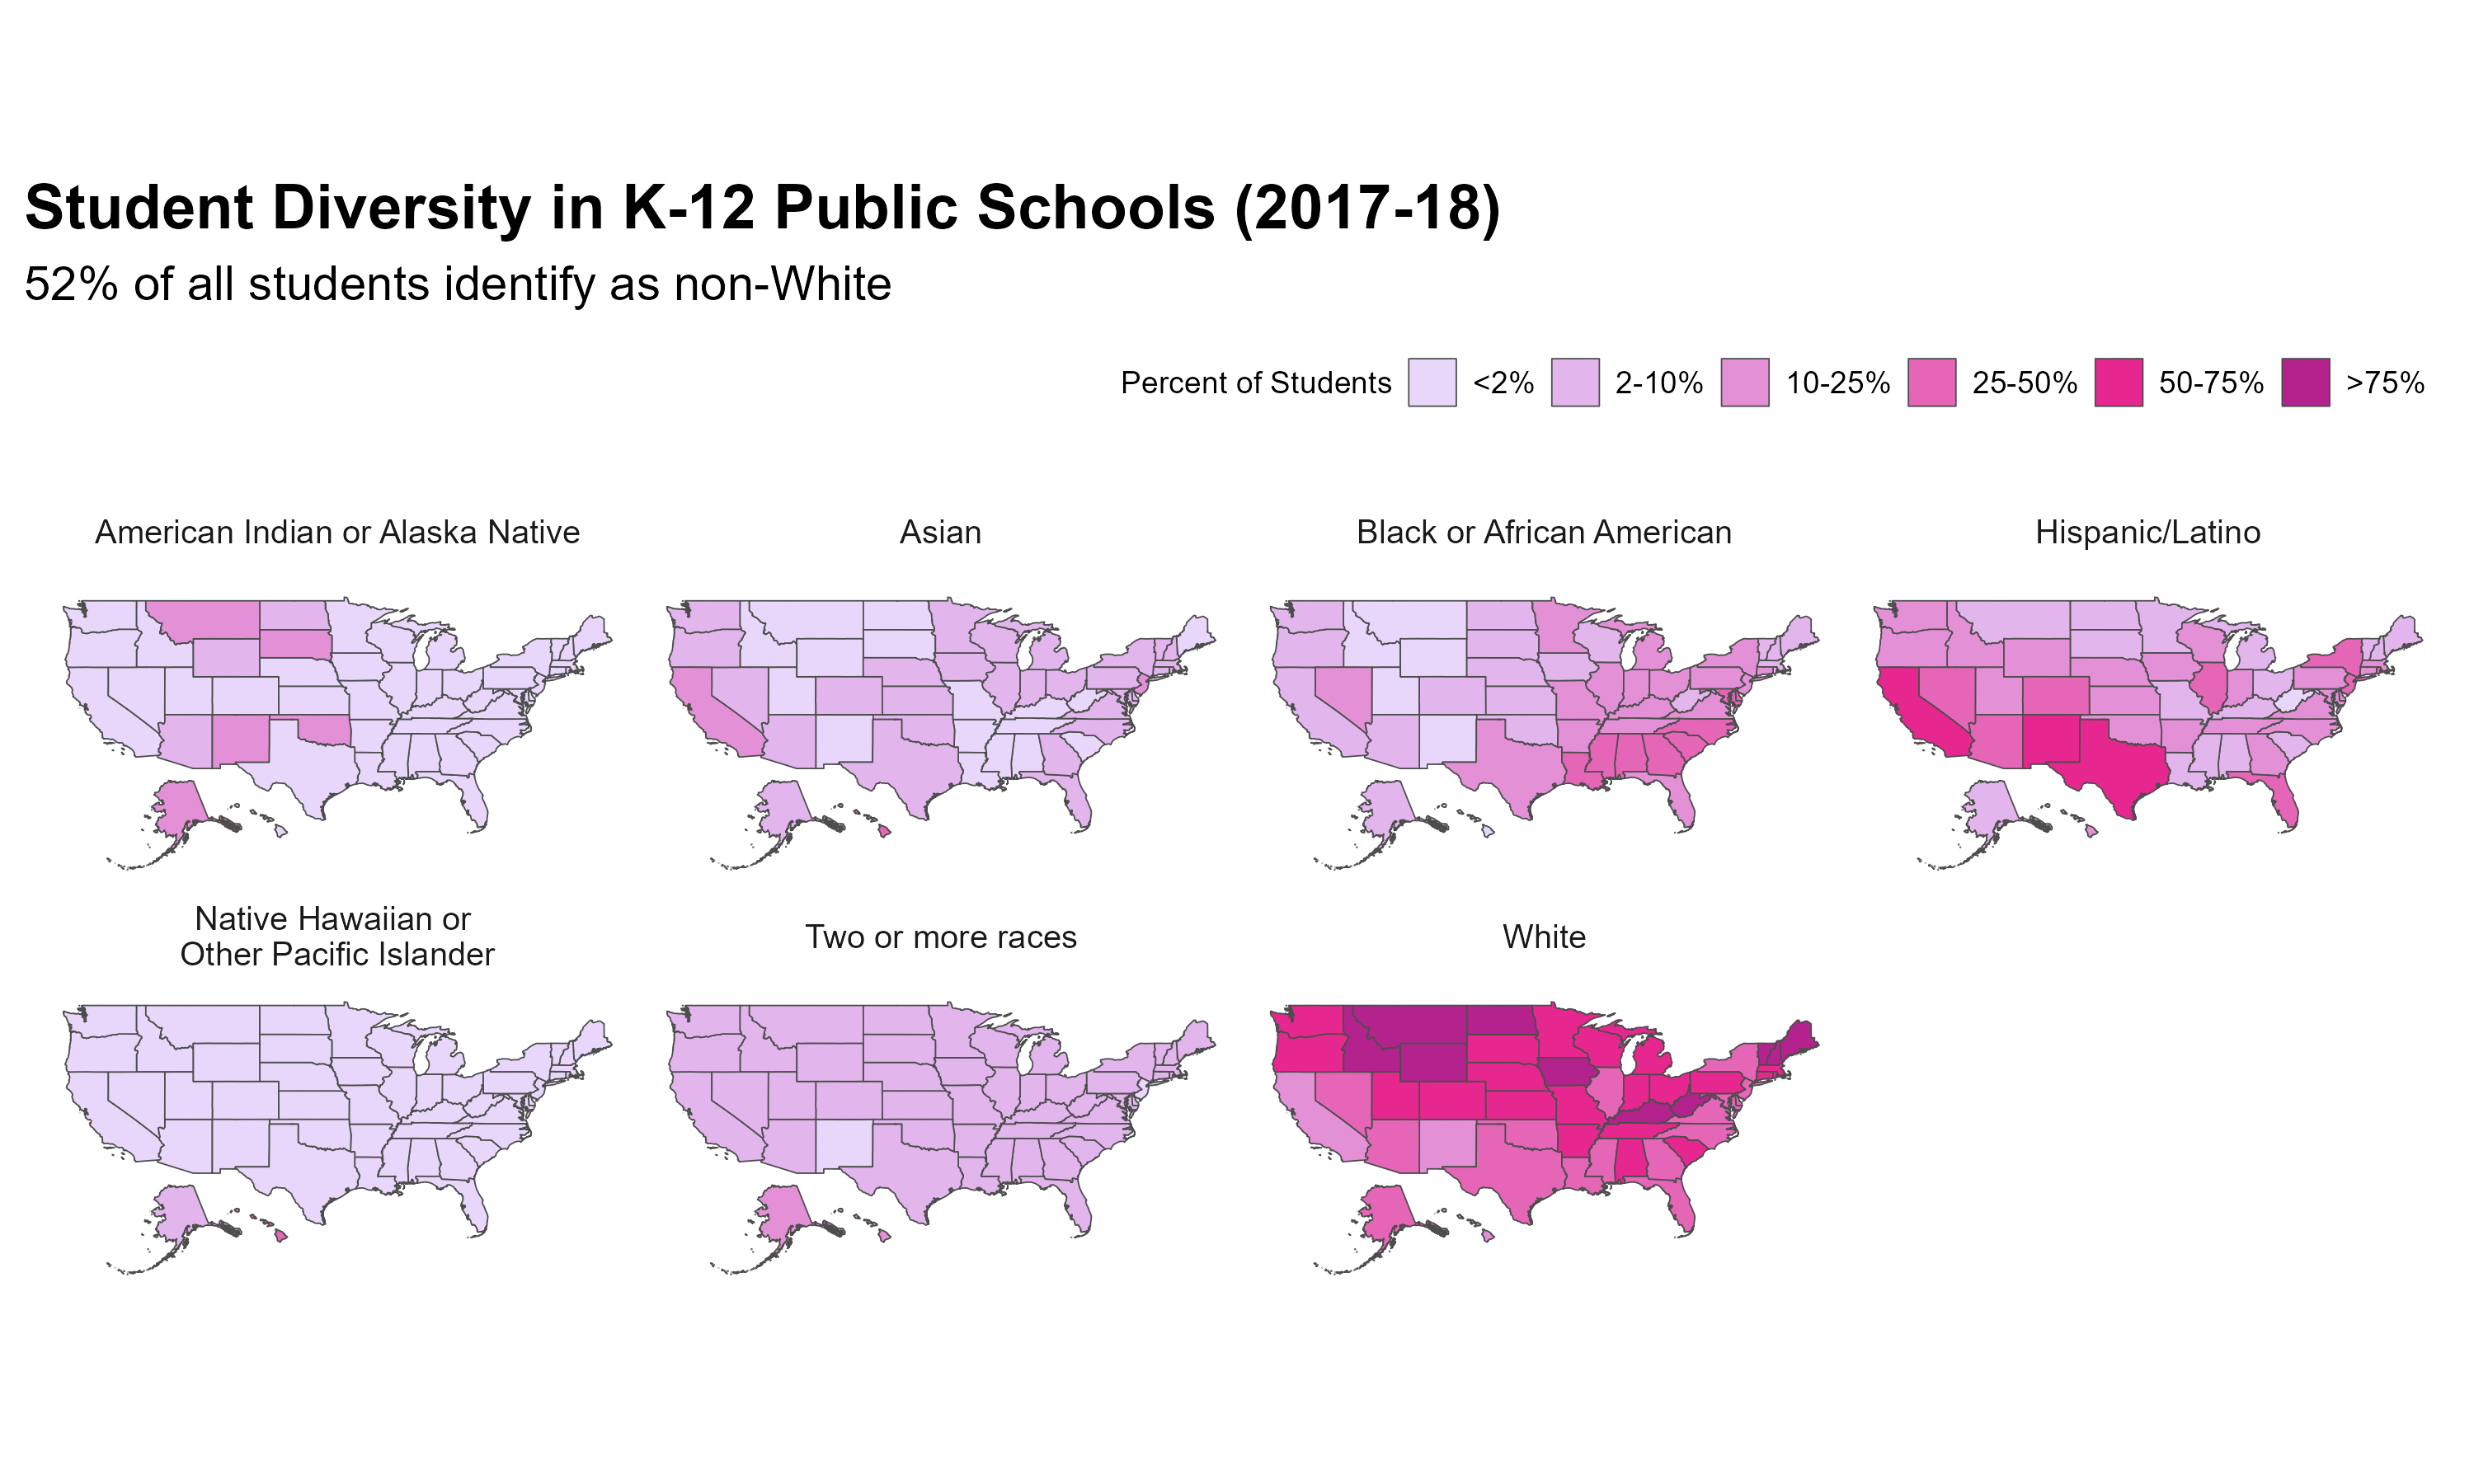 Student Diversity in K-12 Public Schools (2017-18)
52% of all students identify as non-White
Percent of Students <2% 2-10% 10-25% 25-50% 50-75% >75%
American Indian or Alaska Native
Asian
Black or African American
Hispanic/Latino
Native Hawaiian or
Other Pacific Islander
Two or more races
White